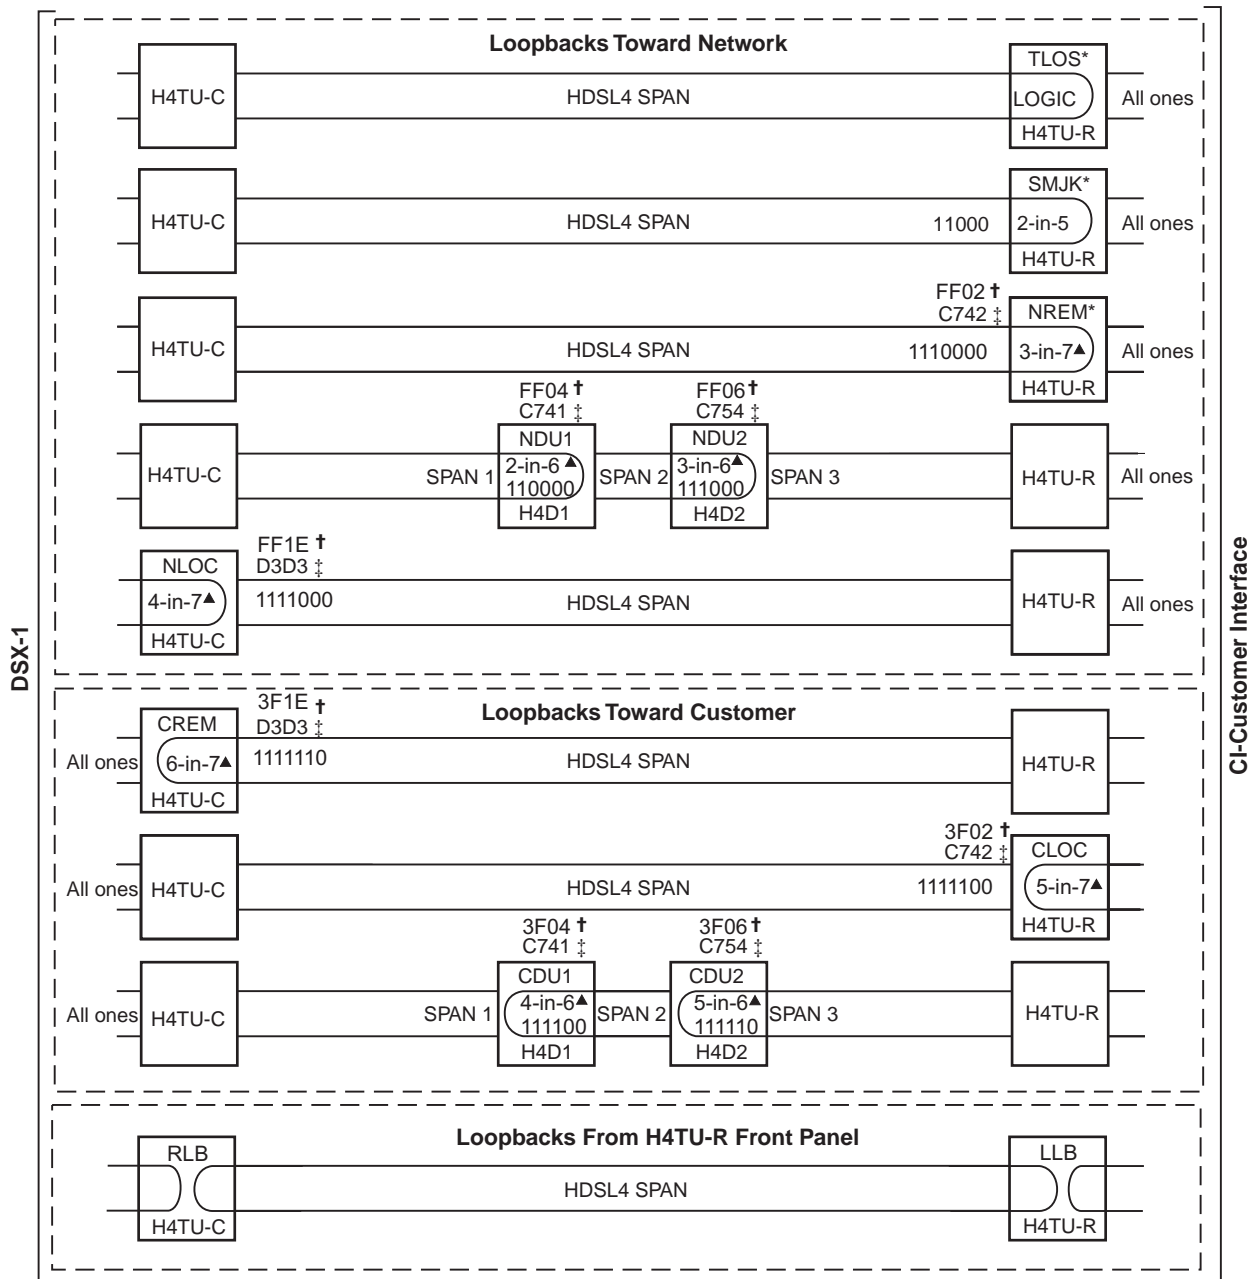 Loopbacks Toward Network
H4TU-C
HDSL4 SPAN
TLOS*
LOGIC
H4TU-R
All ones
H4TU-C
HDSL4 SPAN
11000
SMJK*
2-in-5
H4TU-R
All ones
H4TU-C
HDSL4 SPAN
FF02 †
C742 ‡
1110000
NREM*
3-in-7▲
H4TU-R
All ones
H4TU-C
SPAN 1
FF04 †
C741 ‡
NDU1
2-in-6 ▲
110000
H4D1
SPAN 2
FF06 †
C754 ‡
NDU2
3-in-6▲
111000
H4D2
SPAN 3
H4TU-R
All ones
NLOC
4-in-7▲
H4TU-C
FF1E †
D3D3 ‡
1111000
HDSL4 SPAN
H4TU-R
All ones
DSX-1
CI-Customer Interface
Loopbacks Toward Customer
All ones
CREM
6-in-7▲
H4TU-C
3F1E †
D3D3 ‡
1111110
HDSL4 SPAN
H4TU-R
All ones
H4TU-C
HDSL4 SPAN
3F02 †
C742 ‡
1111100
CLOC
5-in-7▲
H4TU-R
All ones
H4TU-C
SPAN 1
3F04 †
C741 ‡
CDU1
4-in-6▲
111100
H4D1
SPAN 2
3F06 †
C754 ‡
CDU2
5-in-6▲
111110
H4D2
SPAN 3
H4TU-R
Loopbacks From H4TU-R Front Panel
RLB
H4TU-C
HDSL4 SPAN
LLB
H4TU-R